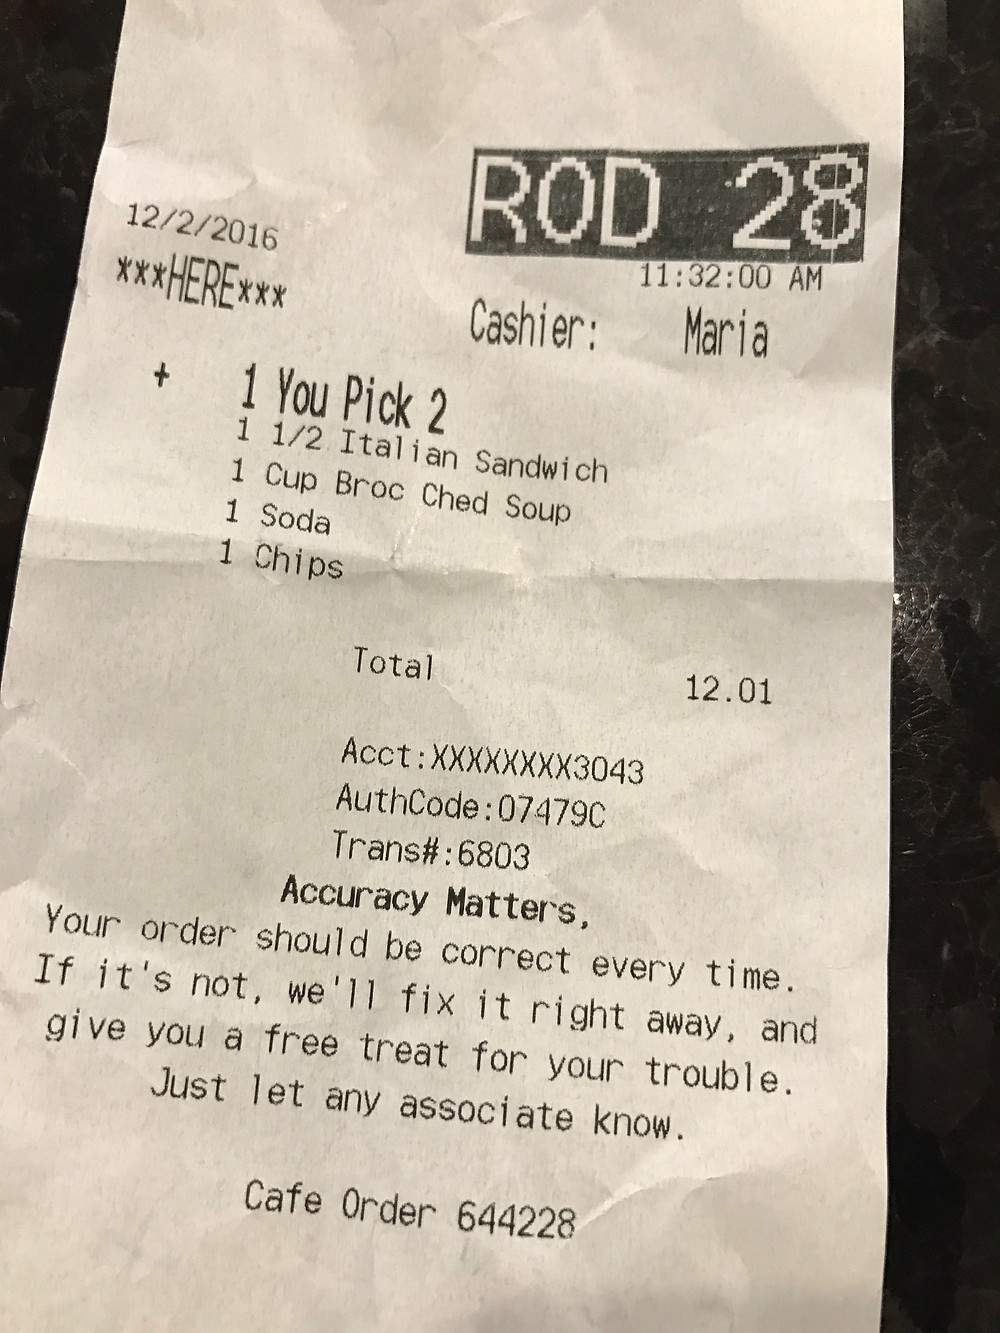 ROD 28
12/2/2016 11:32:00 AM
***HERE*** Cashier: Maria
+ 1 You Pick 2
1 1/2 Italian Sandwich
1 Cup Broc Ched Soup
1 Soda
1 Chips
Total 12.01
Acct:XXXXXXXX3043
AuthCode:07479C
Trans#:6803
Accuracy Matters,
Your order should be correct every time.
If it's not, we'll fix it right away, and
give you a free treat for your trouble.
Just let any associate know.
Cafe Order 644228